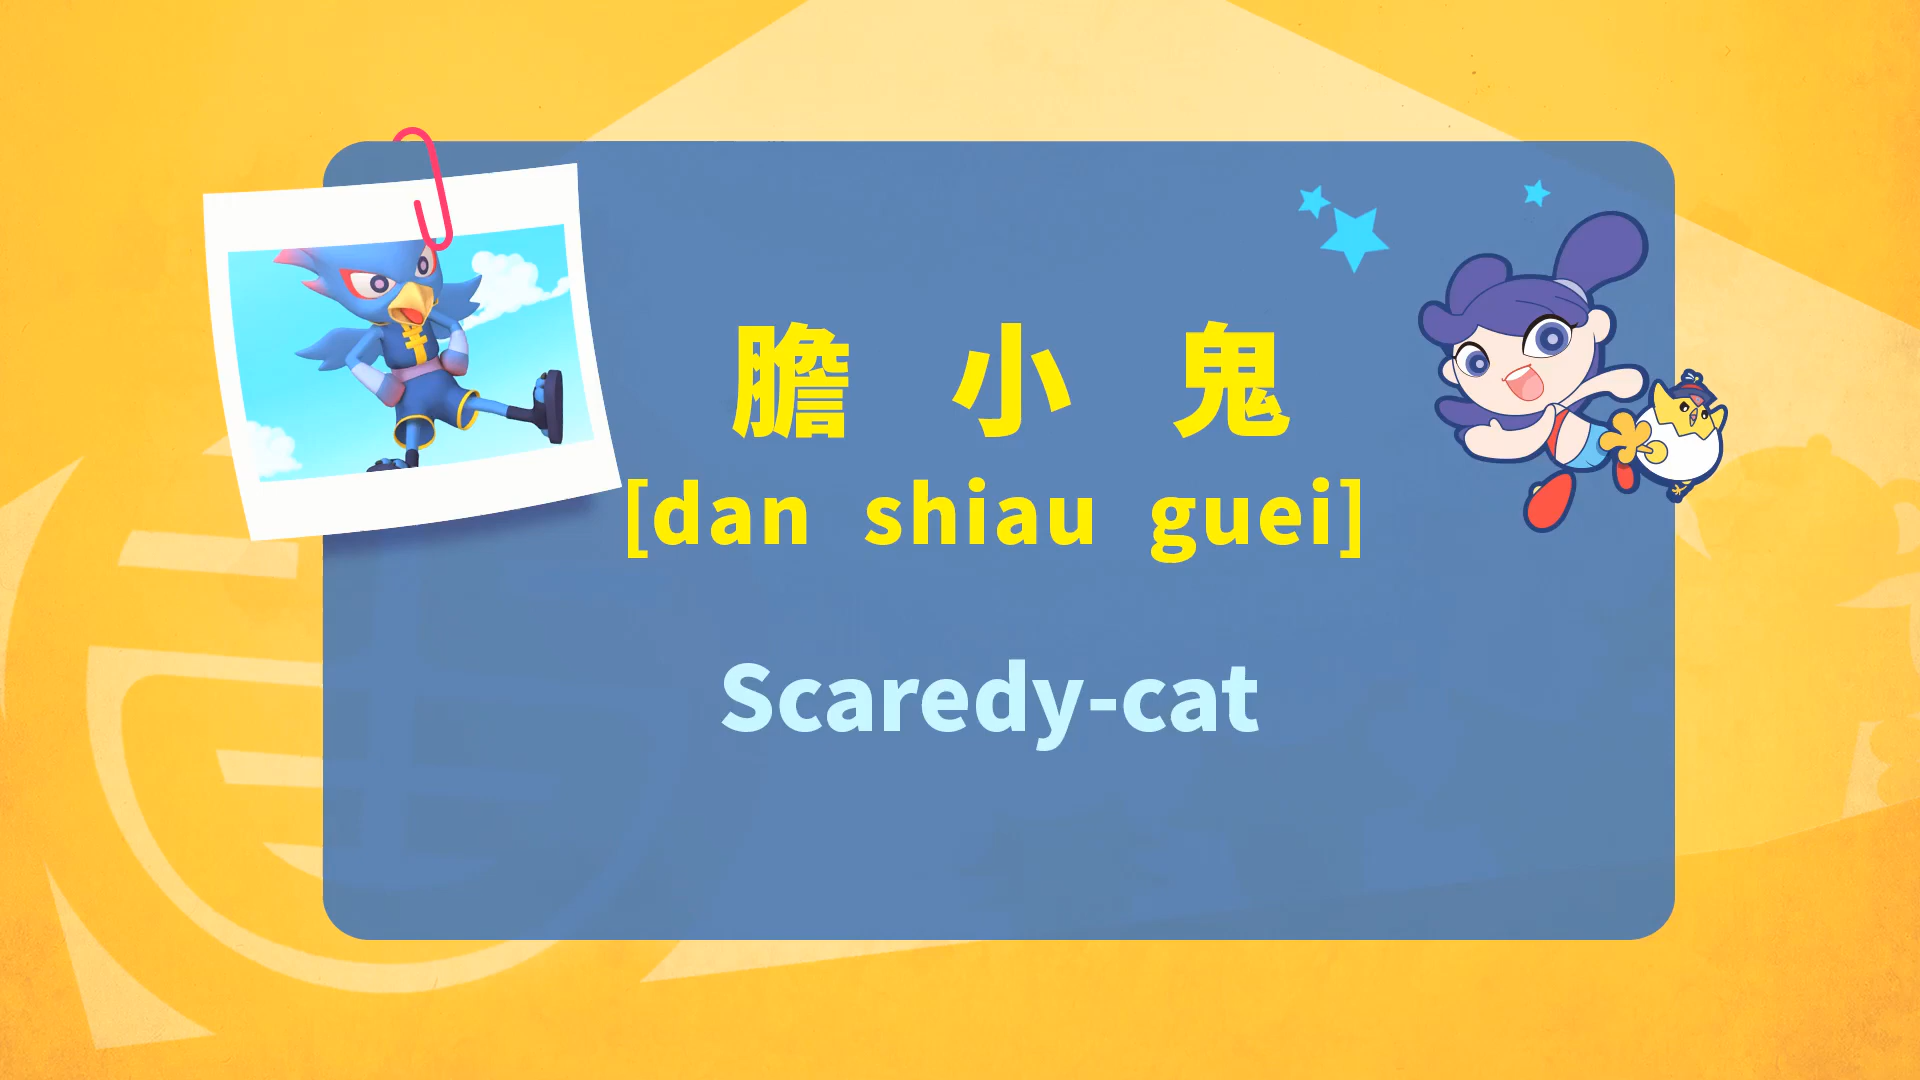 膽 小 鬼
[dan shiau guei]
Scaredy-cat